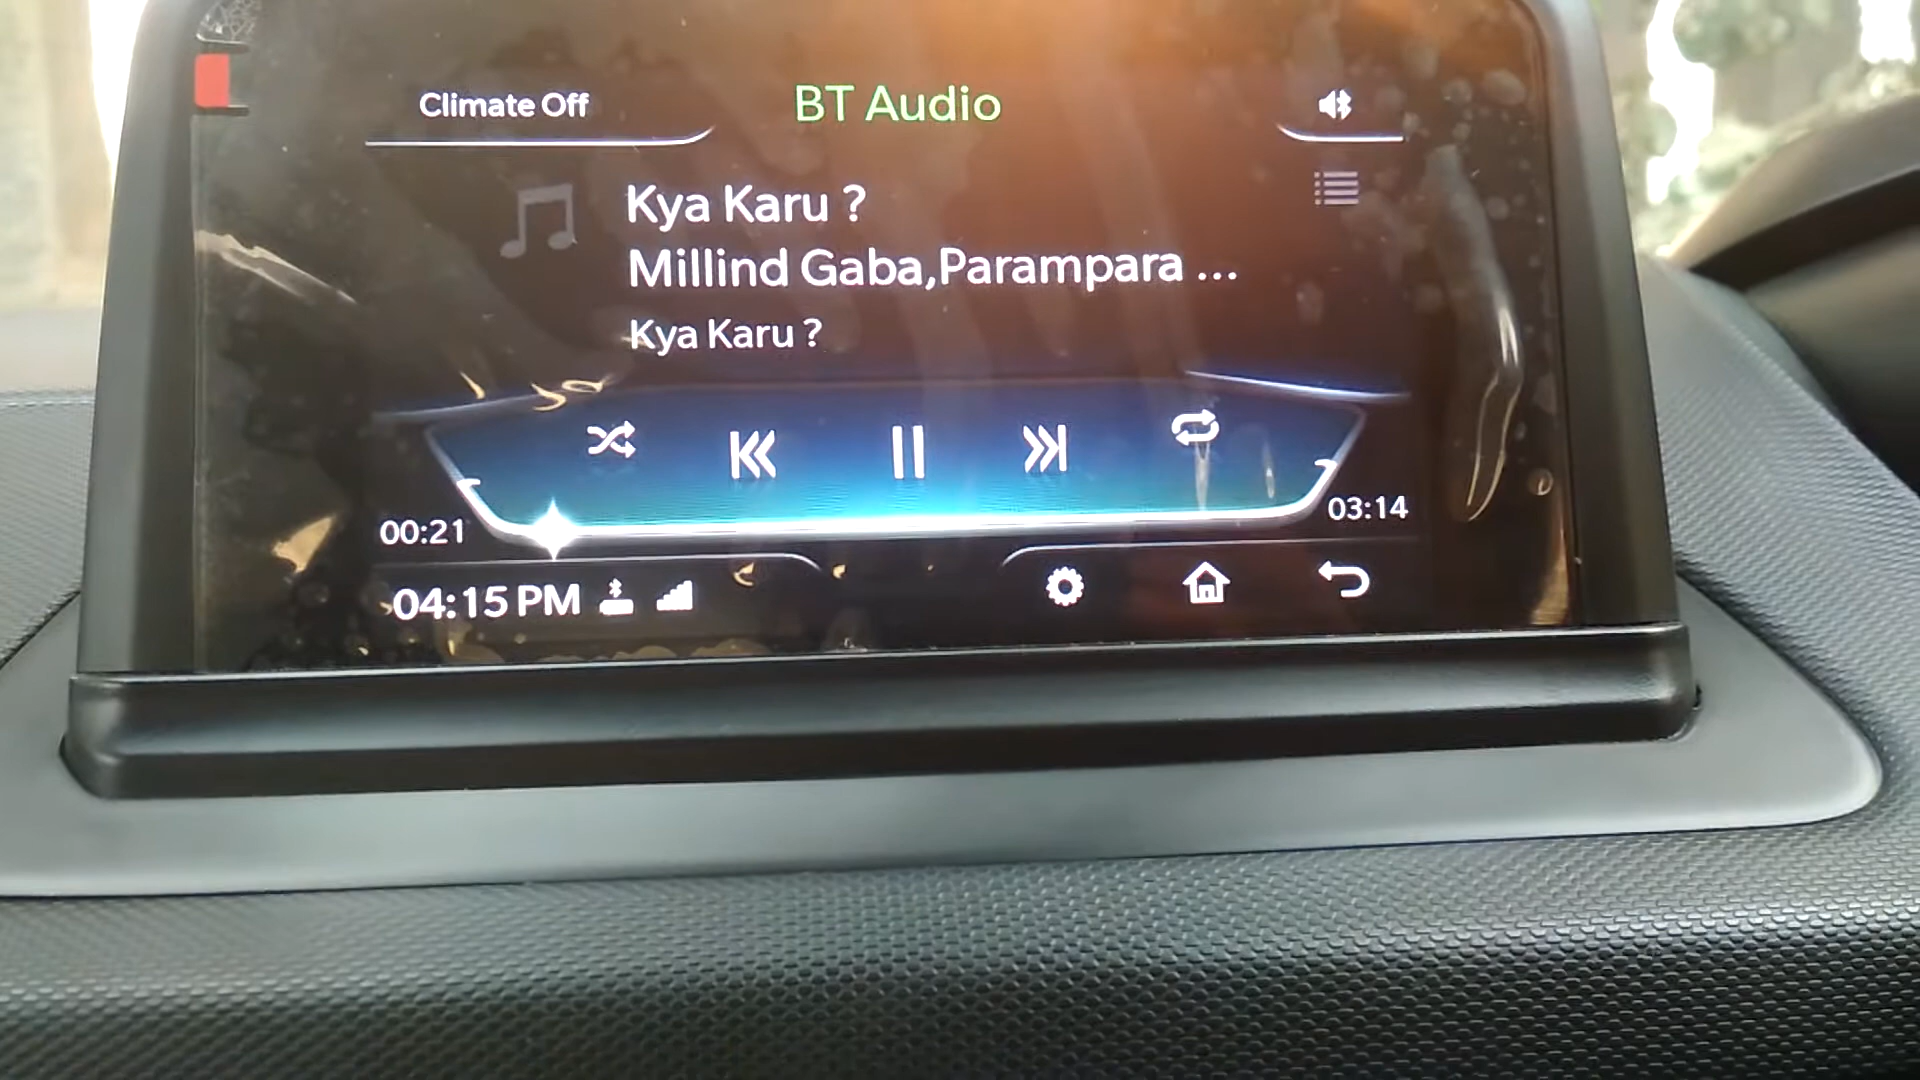 Climate Off
BT Audio
Kya Karu ?
Millind Gaba,Parampara ...
Kya Karu ?
00:21
03:14
04:15 PM